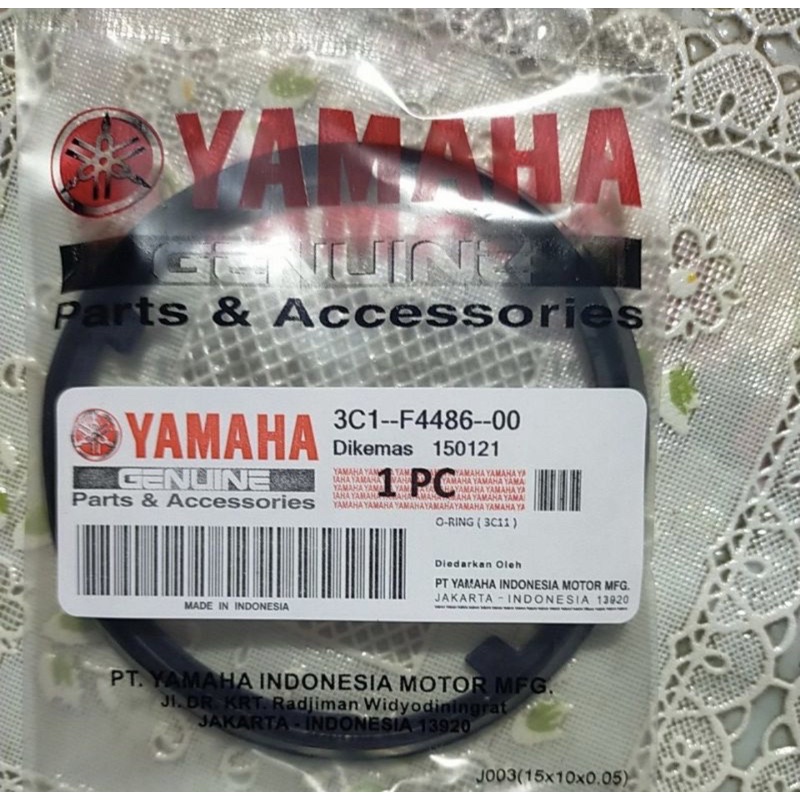 YAMAHA
GENUINE
Parts & Accessories
YAMAHA
GENUINE
Parts & Accessories
3C1--F4486--00
Dikemas 150121
1 PC
O-RING ( 3C11 )
Diedarkan Oleh
PT YAMAHA INDONESIA MOTOR MFG.
JAKARTA - INDONESIA 13920
MADE IN INDONESIA
PT. YAMAHA INDONESIA MOTOR MFG.
Jl. DR. KRT. Radjiman Widyodiningrat
JAKARTA - INDONESIA 13920
J003(15x10x0.05)